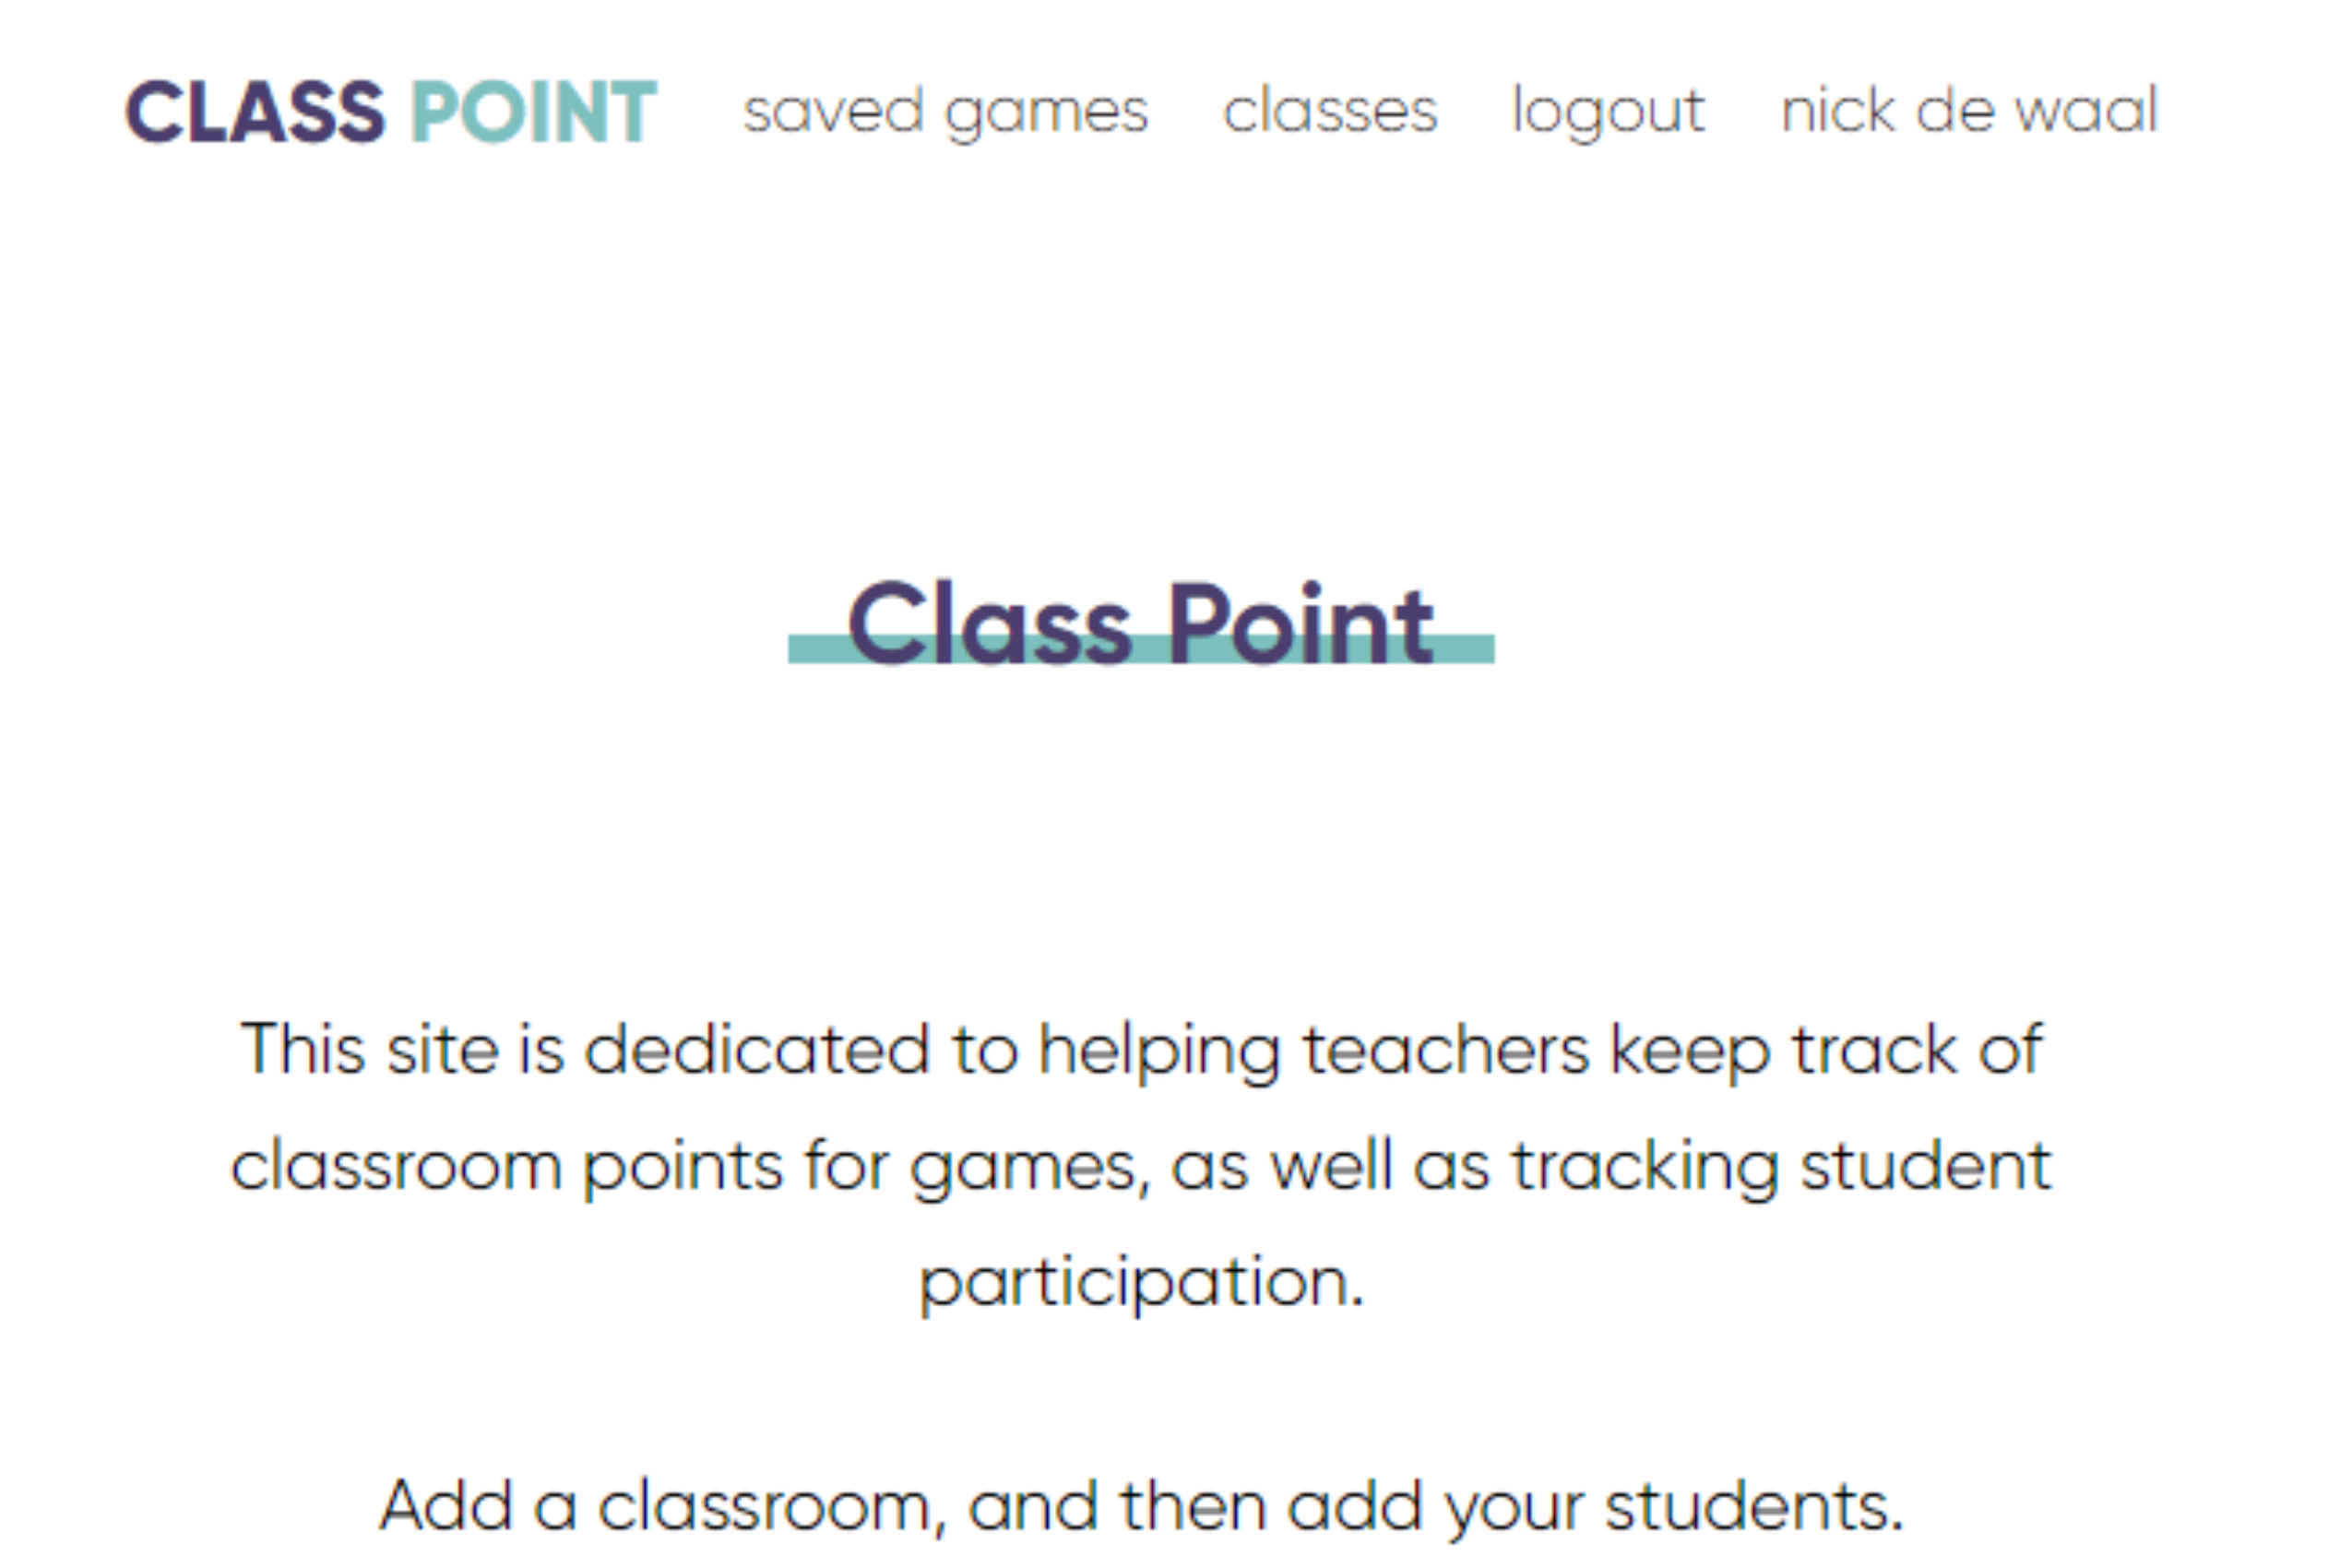 CLASS POINT saved games classes logout nick de waal
Class Point
This site is dedicated to helping teachers keep track of
classroom points for games, as well as tracking student
participation.
Add a classroom, and then add your students.